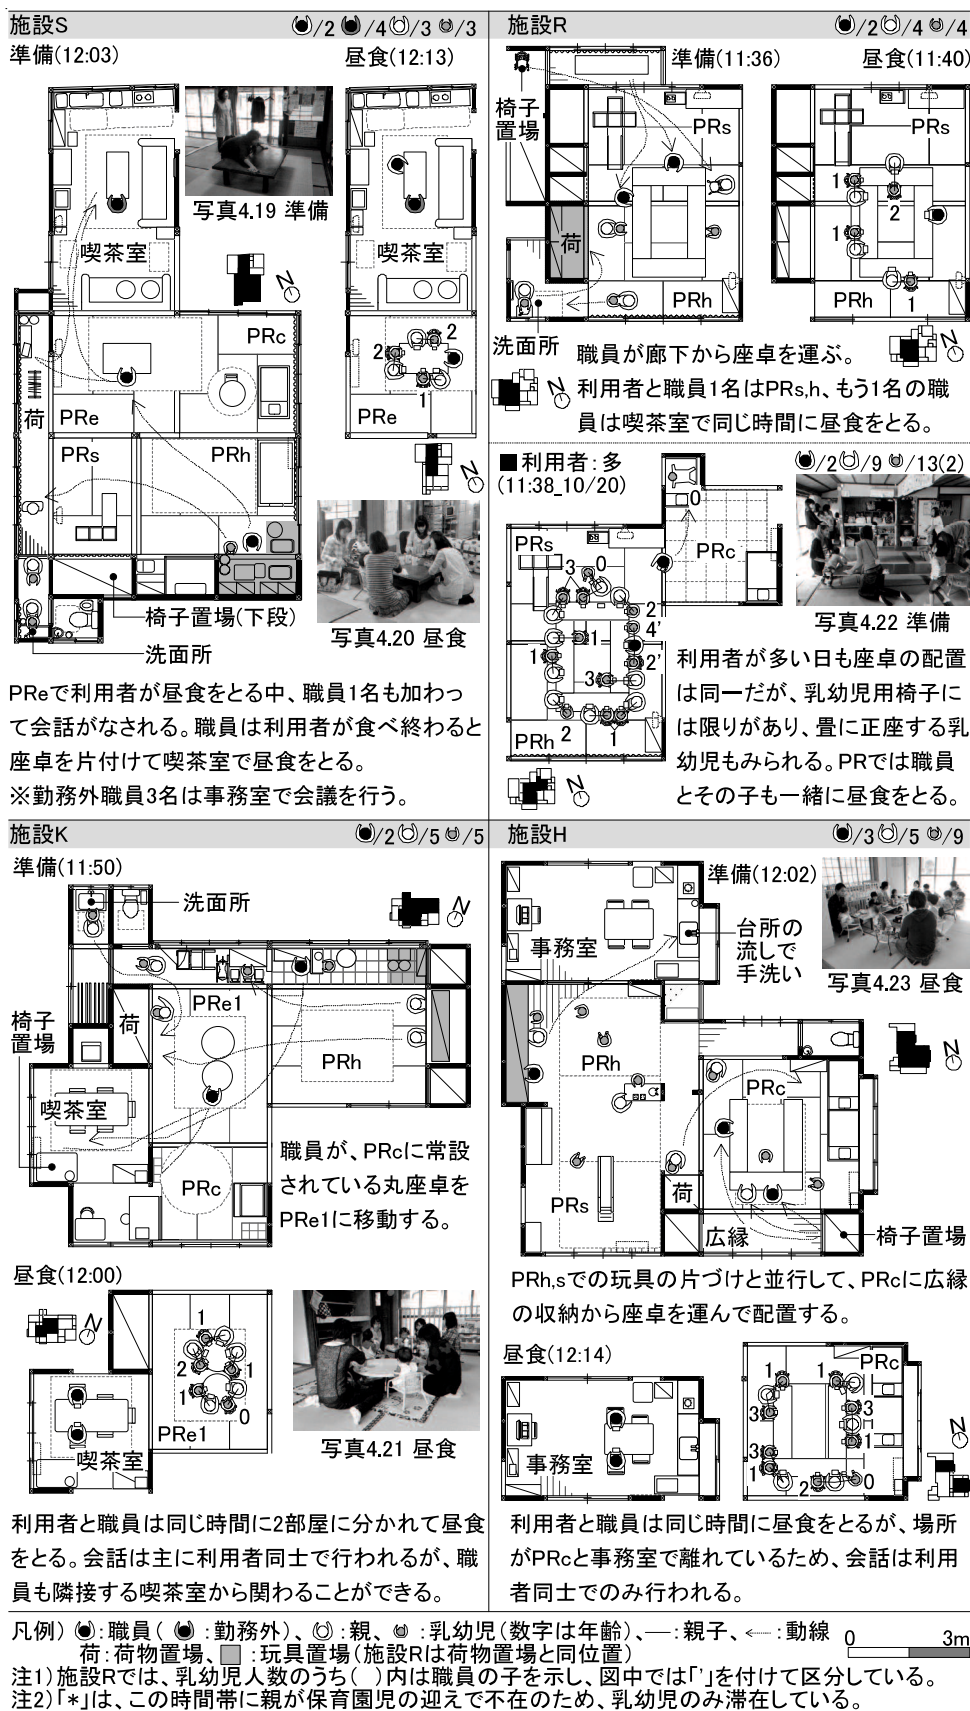 施設S /2 /4 /3 /3
準備(12:03) 昼食(12:13)
写真4.19 準備
喫茶室 喫茶室
N
PRc
2
2
1
PRe PRe
荷
PRs PRh
N
写真4.20 昼食
椅子置場(下段)
洗面所
PReで利用者が昼食をとる中、職員1名も加わっ
て会話がなされる。職員は利用者が食べ終わると
座卓を片付けて喫茶室で昼食をとる。
※勤務外職員3名は事務室で会議を行う。
施設R /2 /4 /4
準備(11:36) 昼食(11:40)
椅子
置場
PRs PRs
1
2
1
荷
PRh PRh
1
洗面所
N
N
職員が廊下から座卓を運ぶ。
利用者と職員1名はPRs,h、もう1名の職
員は喫茶室で同じ時間に昼食をとる。
■利用者:多
(11:38_10/20)
/2 /9 /13(2)
0
PRs
PRc
3 0
2'
4'
1
1
2'
3
PRh 2 1
N
写真4.22 準備
利用者が多い日も座卓の配置
は同一だが、乳幼児用椅子に
は限りがあり、畳に正座する乳
幼児もみられる。PRでは職員
とその子も一緒に昼食をとる。
施設K /2 /5 /5
準備(11:50)
洗面所
N
PRe1
椅子
置場
荷
PRh
喫茶室
PRc
職員が、PRcに常設
されている丸座卓を
PRe1に移動する。
昼食(12:00)
N
1
2 1
1 0
PRe1
喫茶室
写真4.21 昼食
利用者と職員は同じ時間に2部屋に分かれて昼食
をとる。会話は主に利用者同士で行われるが、職
員も隣接する喫茶室から関わることができる。
施設H /3 /5 /9
準備(12:02)
事務室
台所の
流しで
手洗い
写真4.23 昼食
N
PRh
PRc
PRs
荷
広縁
椅子置場
PRh,sでの玩具の片づけと並行して、PRcに広縁
の収納から座卓を運んで配置する。
昼食(12:14)
PRc
1 1
3 3
1
3
1 2 0
事務室
N
利用者と職員は同じ時間に昼食をとるが、場所
がPRcと事務室で離れているため、会話は利用
者同士でのみ行われる。
凡例) :職員( :勤務外)、 :親、 :乳幼児(数字は年齢)、—:親子、←---:動線
荷:荷物置場、 :玩具置場(施設Rは荷物置場と同位置)
0 3m
注1)施設Rでは、乳幼児人数のうち( )内は職員の子を示し、図中では「'」を付けて区分している。
注2)「*」は、この時間帯に親が保育園児の迎えで不在のため、乳幼児のみ滞在している。